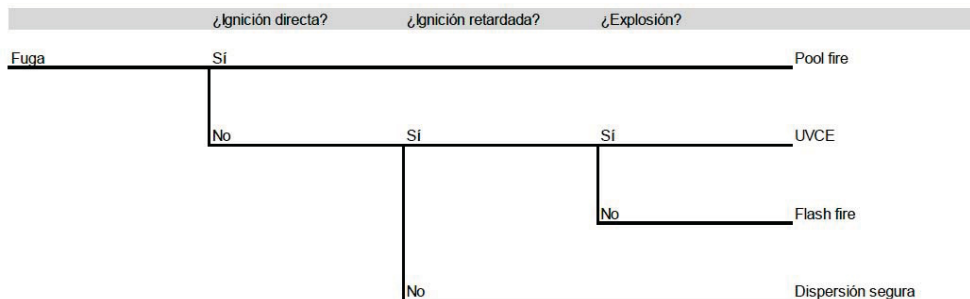 ¿Ignición directa? ¿Ignición retardada? ¿Explosión?
Fuga Sí Pool fire
No Sí Sí UVCE
No Flash fire
No Dispersión segura